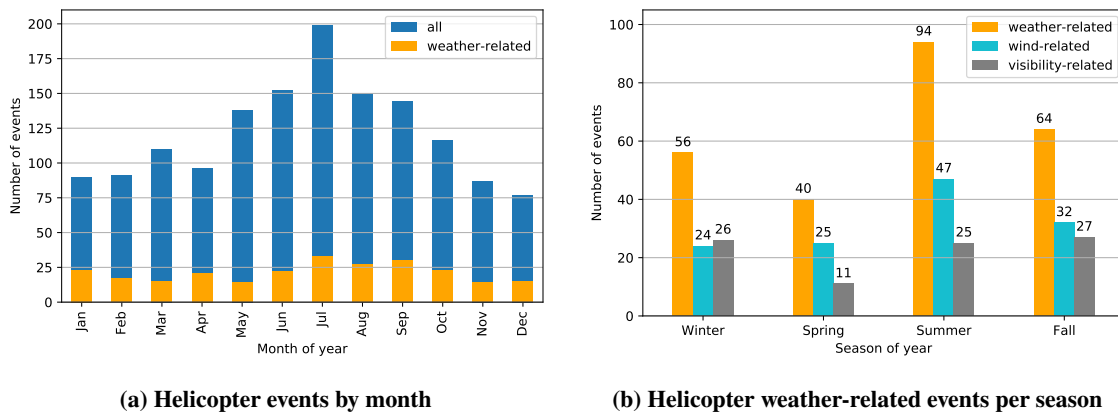 200
175
150
125
100
75
50
25
0
Number of events
all
weather-related
Jan
Feb
Mar
Apr
May
Jun
Jul
Aug
Sep
Oct
Nov
Dec
Month of year
(a) Helicopter events by month
100
80
60
40
20
0
Number of events
weather-related
wind-related
visibility-related
56
24
26
40
25
11
94
47
25
64
32
27
Winter
Spring
Summer
Fall
Season of year
(b) Helicopter weather-related events per season